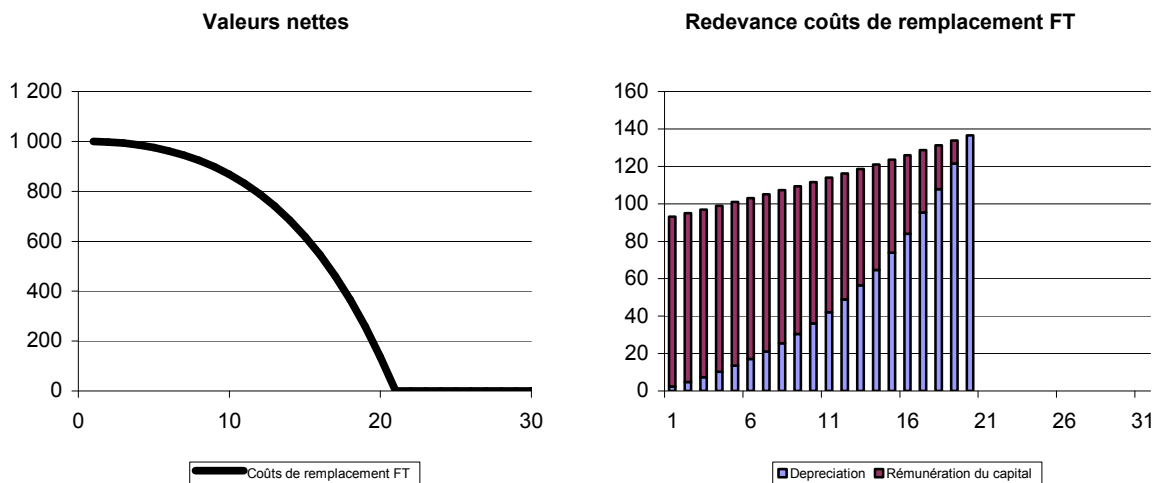 Valeurs nettes
1 200
1 000
800
600
400
200
0
0 10 20 30
Coûts de remplacement FT
Redevance coûts de remplacement FT
160
140
120
100
80
60
40
20
0
1 6 11 16 21 26 31
Depreciation Rémunération du capital